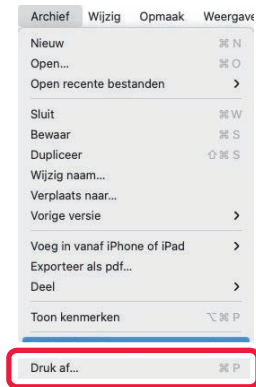 Archief Wijzig Opmaak Weergave
Nieuw ⌘ N
Open... ⌘ O
Open recente bestanden >
Sluit ⌘ W
Bewaar ⌘ S
Dupliceer ⇧ ⌘ S
Wijzig naam...
Verplaats naar...
Vorige versie >
Voeg in vanaf iPhone of iPad >
Exporteer als pdf...
Deel >
Toon kenmerken ⌥ ⌘ P
Druk af... ⌘ P